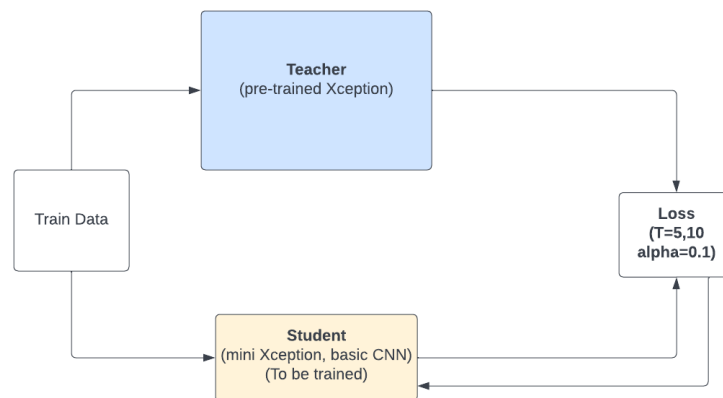 Teacher
(pre-trained Xception)
Train Data
Loss
(T=5,10
alpha=0.1)
Student
(mini Xception, basic CNN)
(To be trained)